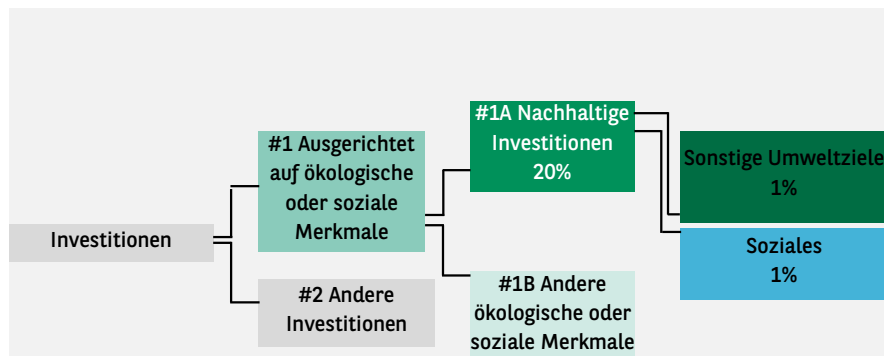 Investitionen
#1 Ausgerichtet
auf ökologische
oder soziale
Merkmale
#2 Andere
Investitionen
#1A Nachhaltige
Investitionen
20%
#1B Andere
ökologische oder
soziale Merkmale
Sonstige Umweltziele
1%
Soziales
1%